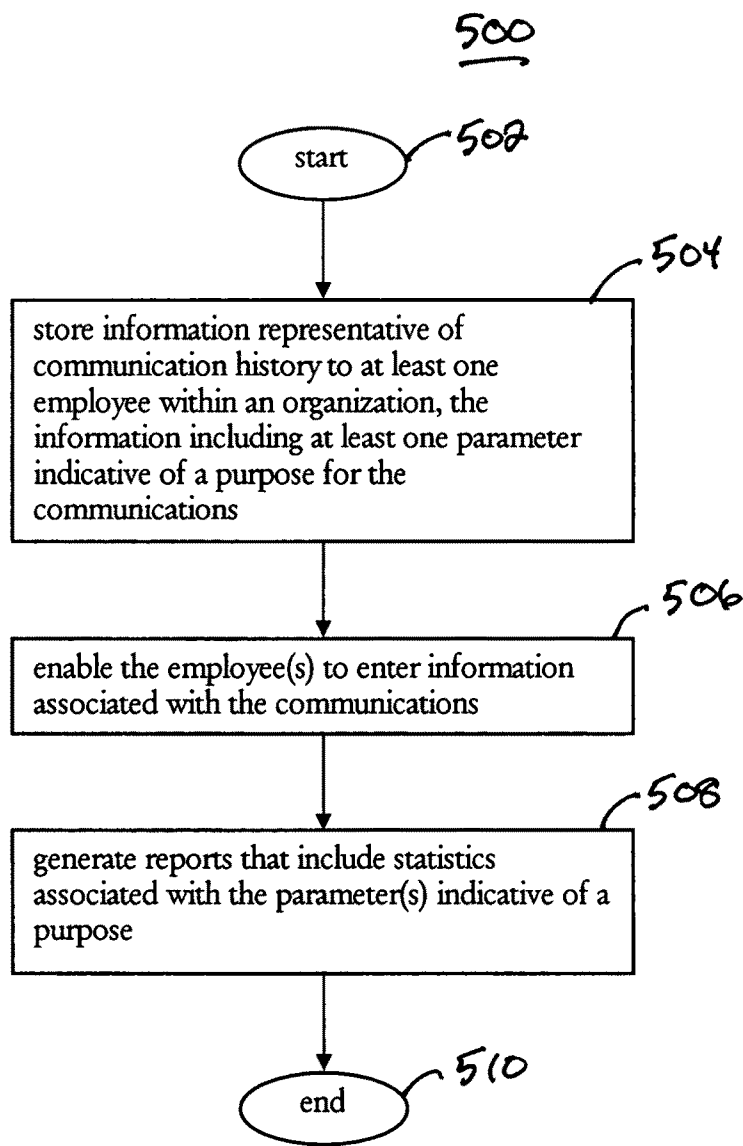 500
start
502
504
store information representative of
communication history to at least one
employee within an organization, the
information including at least one parameter
indicative of a purpose for the
communications
506
enable the employee(s) to enter information
associated with the communications
508
generate reports that include statistics
associated with the parameter(s) indicative of a
purpose
510
end